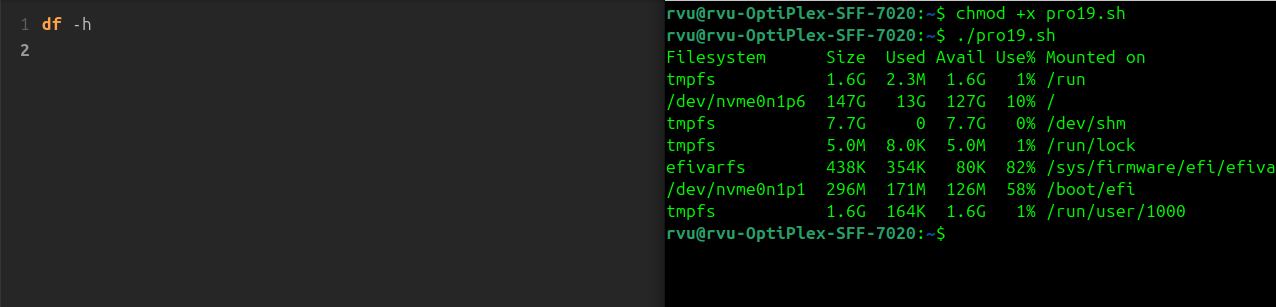 1 df -h
2
rvu@rvu-OptiPlex-SFF-7020:~$ chmod +x pro19.sh
rvu@rvu-OptiPlex-SFF-7020:~$ ./pro19.sh
Filesystem      Size  Used Avail Use% Mounted on
tmpfs           1.6G  2.3M  1.6G   1% /run
/dev/nvme0n1p6  147G   13G  127G  10% /
tmpfs           7.7G     0  7.7G   0% /dev/shm
tmpfs           5.0M  8.0K  5.0M   1% /run/lock
efivarfs        438K  354K   80K  82% /sys/firmware/efi/efiva
/dev/nvme0n1p1  296M  171M  126M  58% /boot/efi
tmpfs           1.6G  164K  1.6G   1% /run/user/1000
rvu@rvu-OptiPlex-SFF-7020:~$